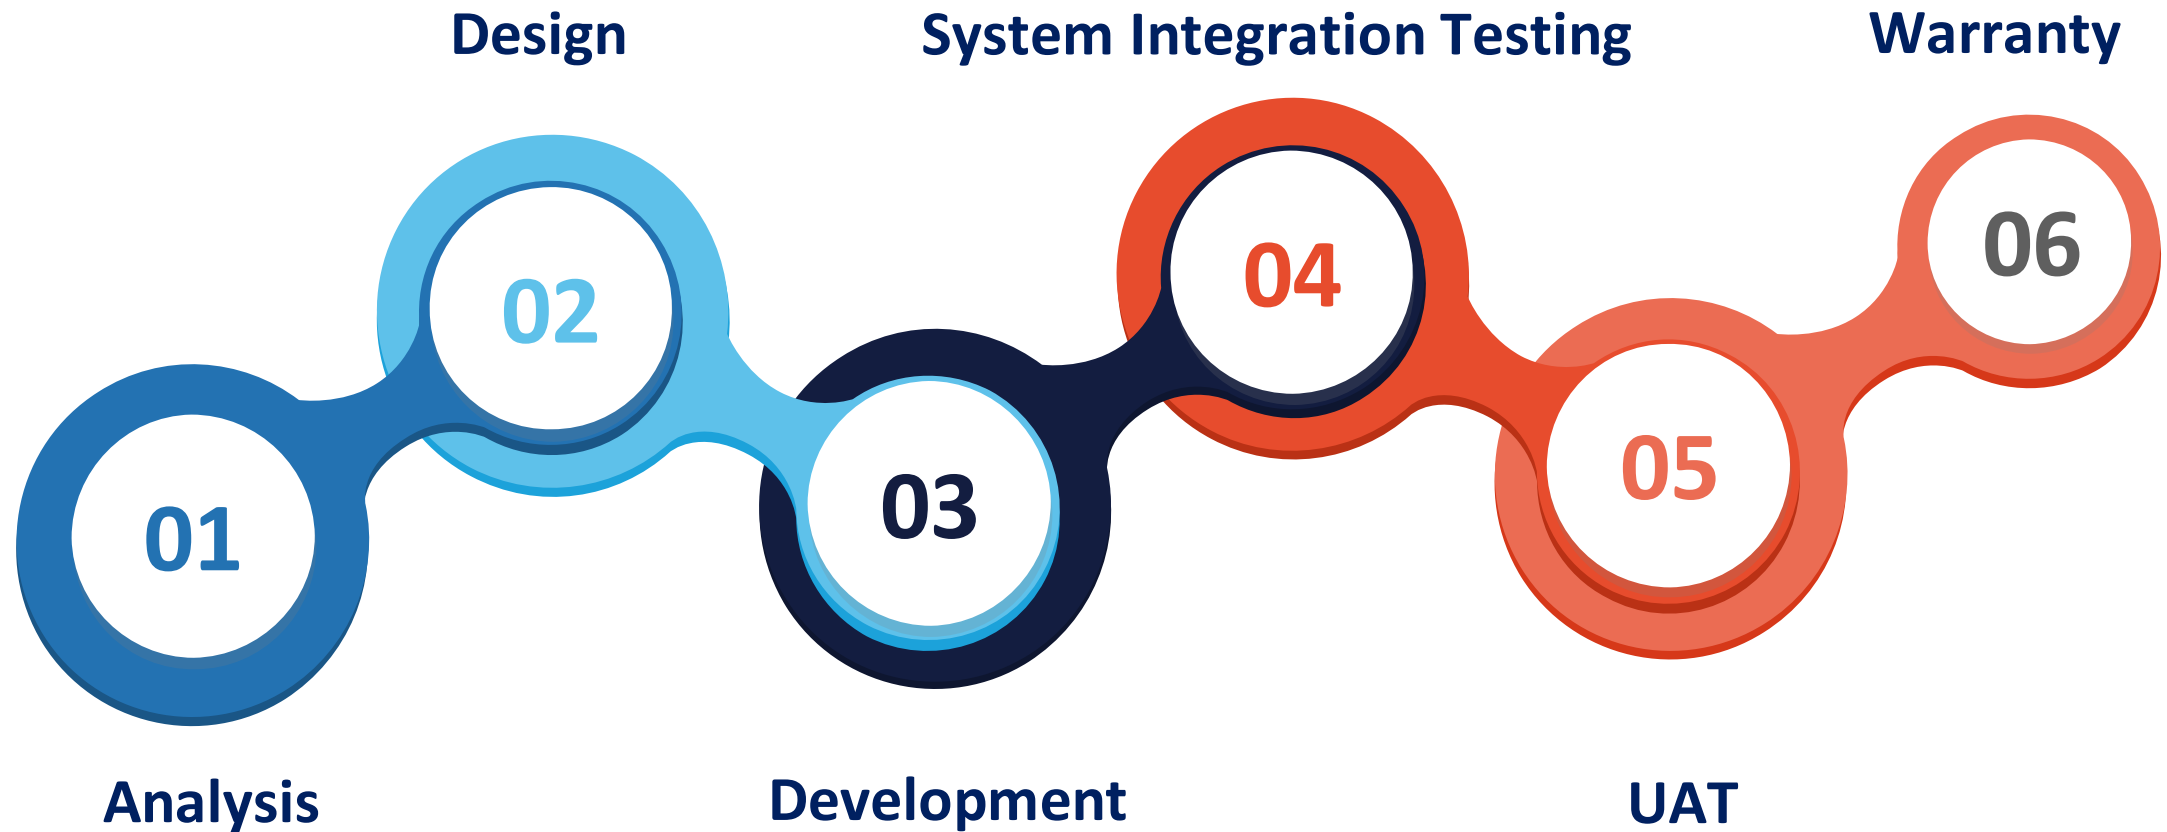 Design
System Integration Testing
Warranty
01
02
03
04
05
06
Analysis
Development
UAT